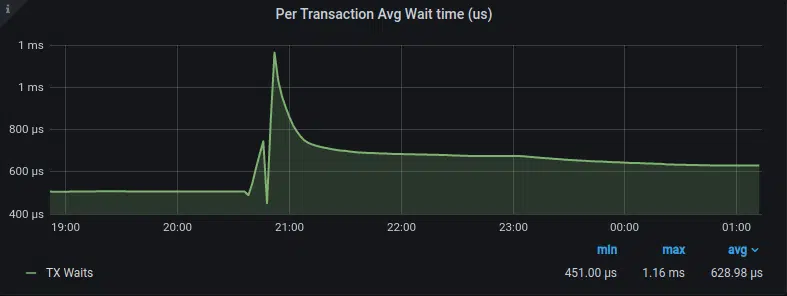 i
Per Transaction Avg Wait time (us)
1 ms
1 ms
800 µs
600 µs
400 µs
19:00 20:00 21:00 22:00 23:00 00:00 01:00
min max avg
TX Waits 451.00 µs 1.16 ms 628.98 µs